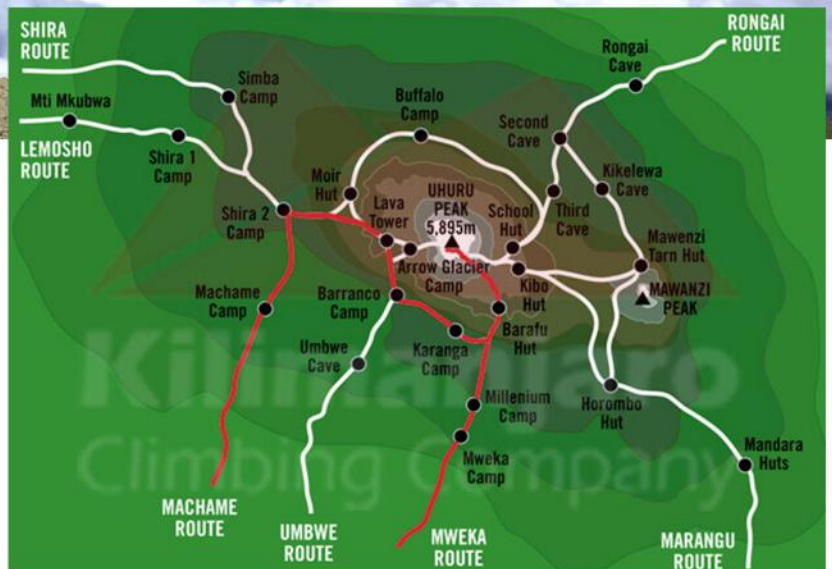 SHIRA
ROUTE
RONGAI
ROUTE
Rongai
Cave
Simba
Camp
Mti Mkubwa
Buffalo
Camp
Second
Cave
LEMOSHO
ROUTE
Shira 1
Camp
Moir
Hut
Kikelewa
Cave
UHURU
PEAK
5,895m
Lava
Tower
School
Hut
Third
Cave
Shira 2
Camp
Mawenzi
Tarn Hut
Arrow Glacier
Camp
Kibo
Hut
MAWANZI
PEAK
Machame
Camp
Barranco
Camp
Barafu
Hut
Umbwe
Cave
Karanga
Camp
Kilimanjaro
Climbing Company
Millenium
Camp
Horombo
Hut
Mweka
Camp
Mandara
Huts
MACHAME
ROUTE
UMBWE
ROUTE
MWEKA
ROUTE
MARANGU
ROUTE